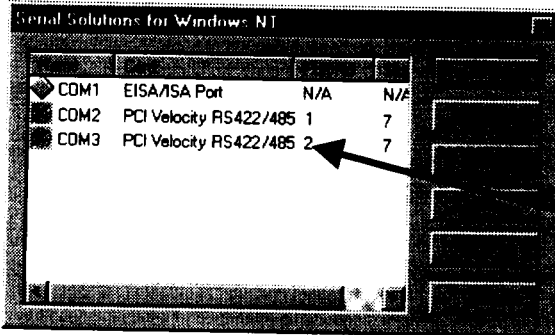 Serial Solutions for Windows NT
COM1 EISA/ISA Port N/A N/A
COM2 PCI Velocity RS422/485 1 7
COM3 PCI Velocity RS422/485 2 7